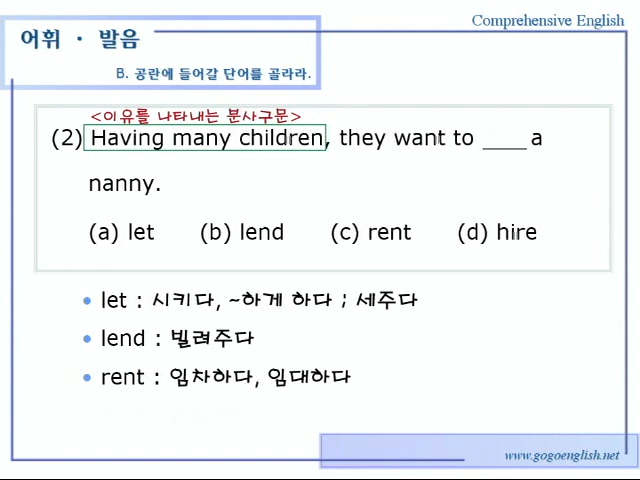 Comprehensive English
어휘 · 발음
B. 공란에 들어갈 단어를 골라라.
<이유를 나타내는 분사구문>
(2) Having many children, they want to ____ a
nanny.
(a) let (b) lend (c) rent (d) hire
• let : 시키다, ~하게 하다 ; 세주다
• lend : 빌려주다
• rent : 임차하다, 임대하다
www.gogoenglish.net